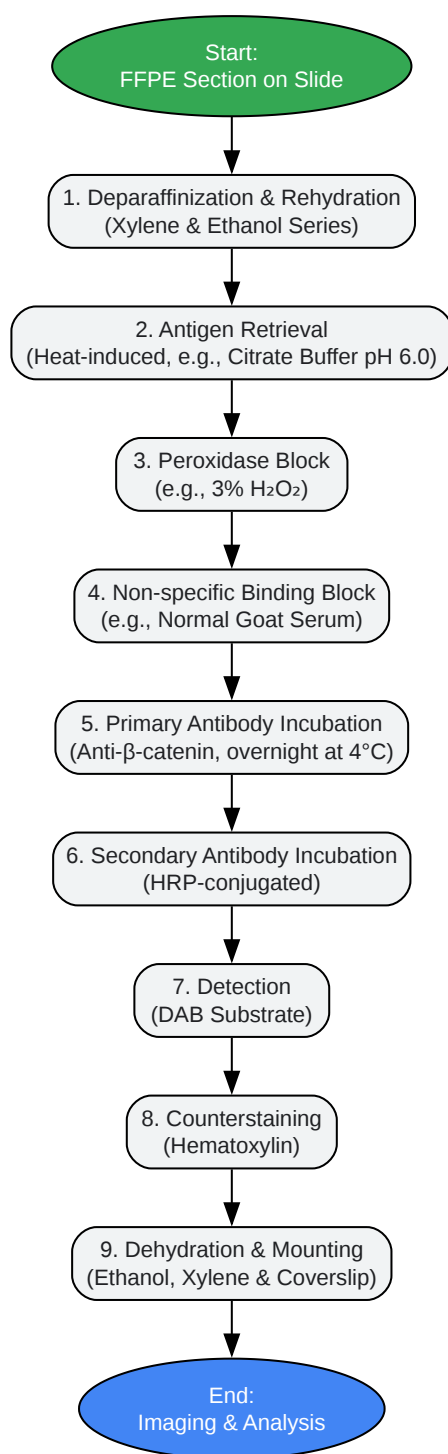 Start:
FFPE Section on Slide
1. Deparaffinization & Rehydration
(Xylene & Ethanol Series)
2. Antigen Retrieval
(Heat-induced, e.g., Citrate Buffer pH 6.0)
3. Peroxidase Block
(e.g., 3% H₂O₂)
4. Non-specific Binding Block
(e.g., Normal Goat Serum)
5. Primary Antibody Incubation
(Anti-β-catenin, overnight at 4°C)
6. Secondary Antibody Incubation
(HRP-conjugated)
7. Detection
(DAB Substrate)
8. Counterstaining
(Hematoxylin)
9. Dehydration & Mounting
(Ethanol, Xylene & Coverslip)
End:
Imaging & Analysis